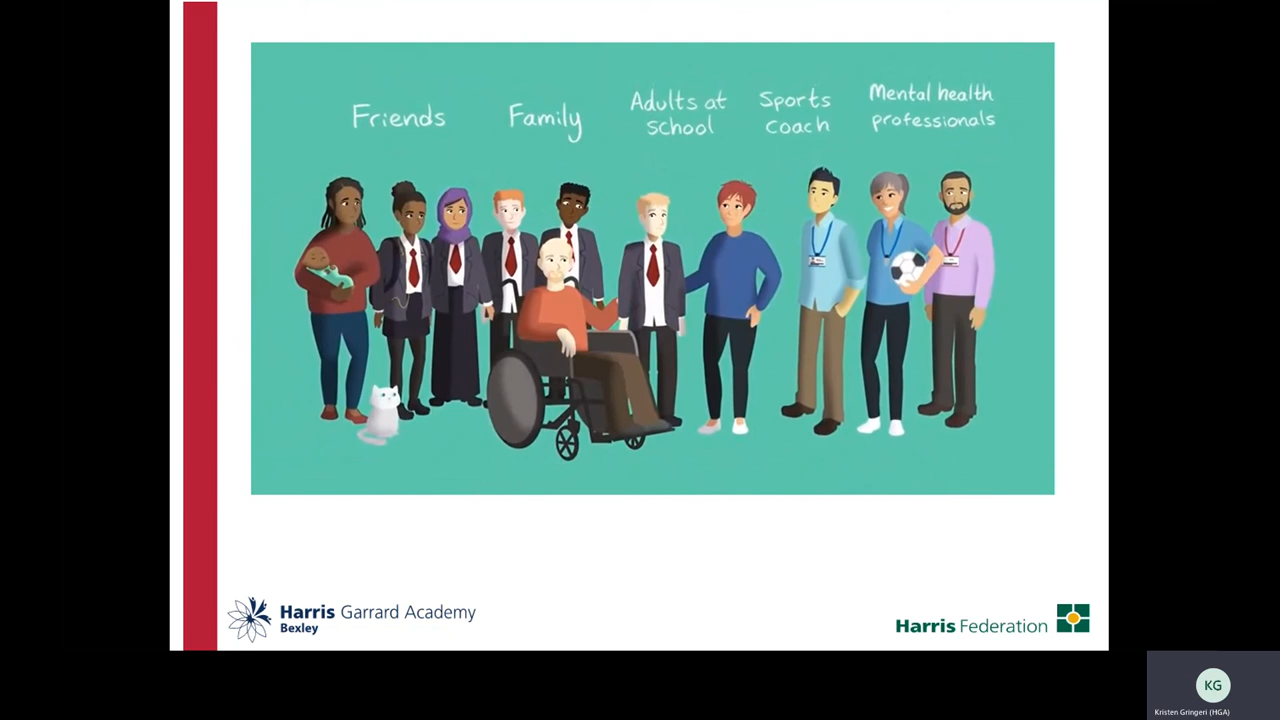 Friends
Family
Adults at
school
Sports
coach
Mental health
professionals
Harris Garrard Academy
Bexley
Harris Federation
KG
Kristen Gringeri (HGA)